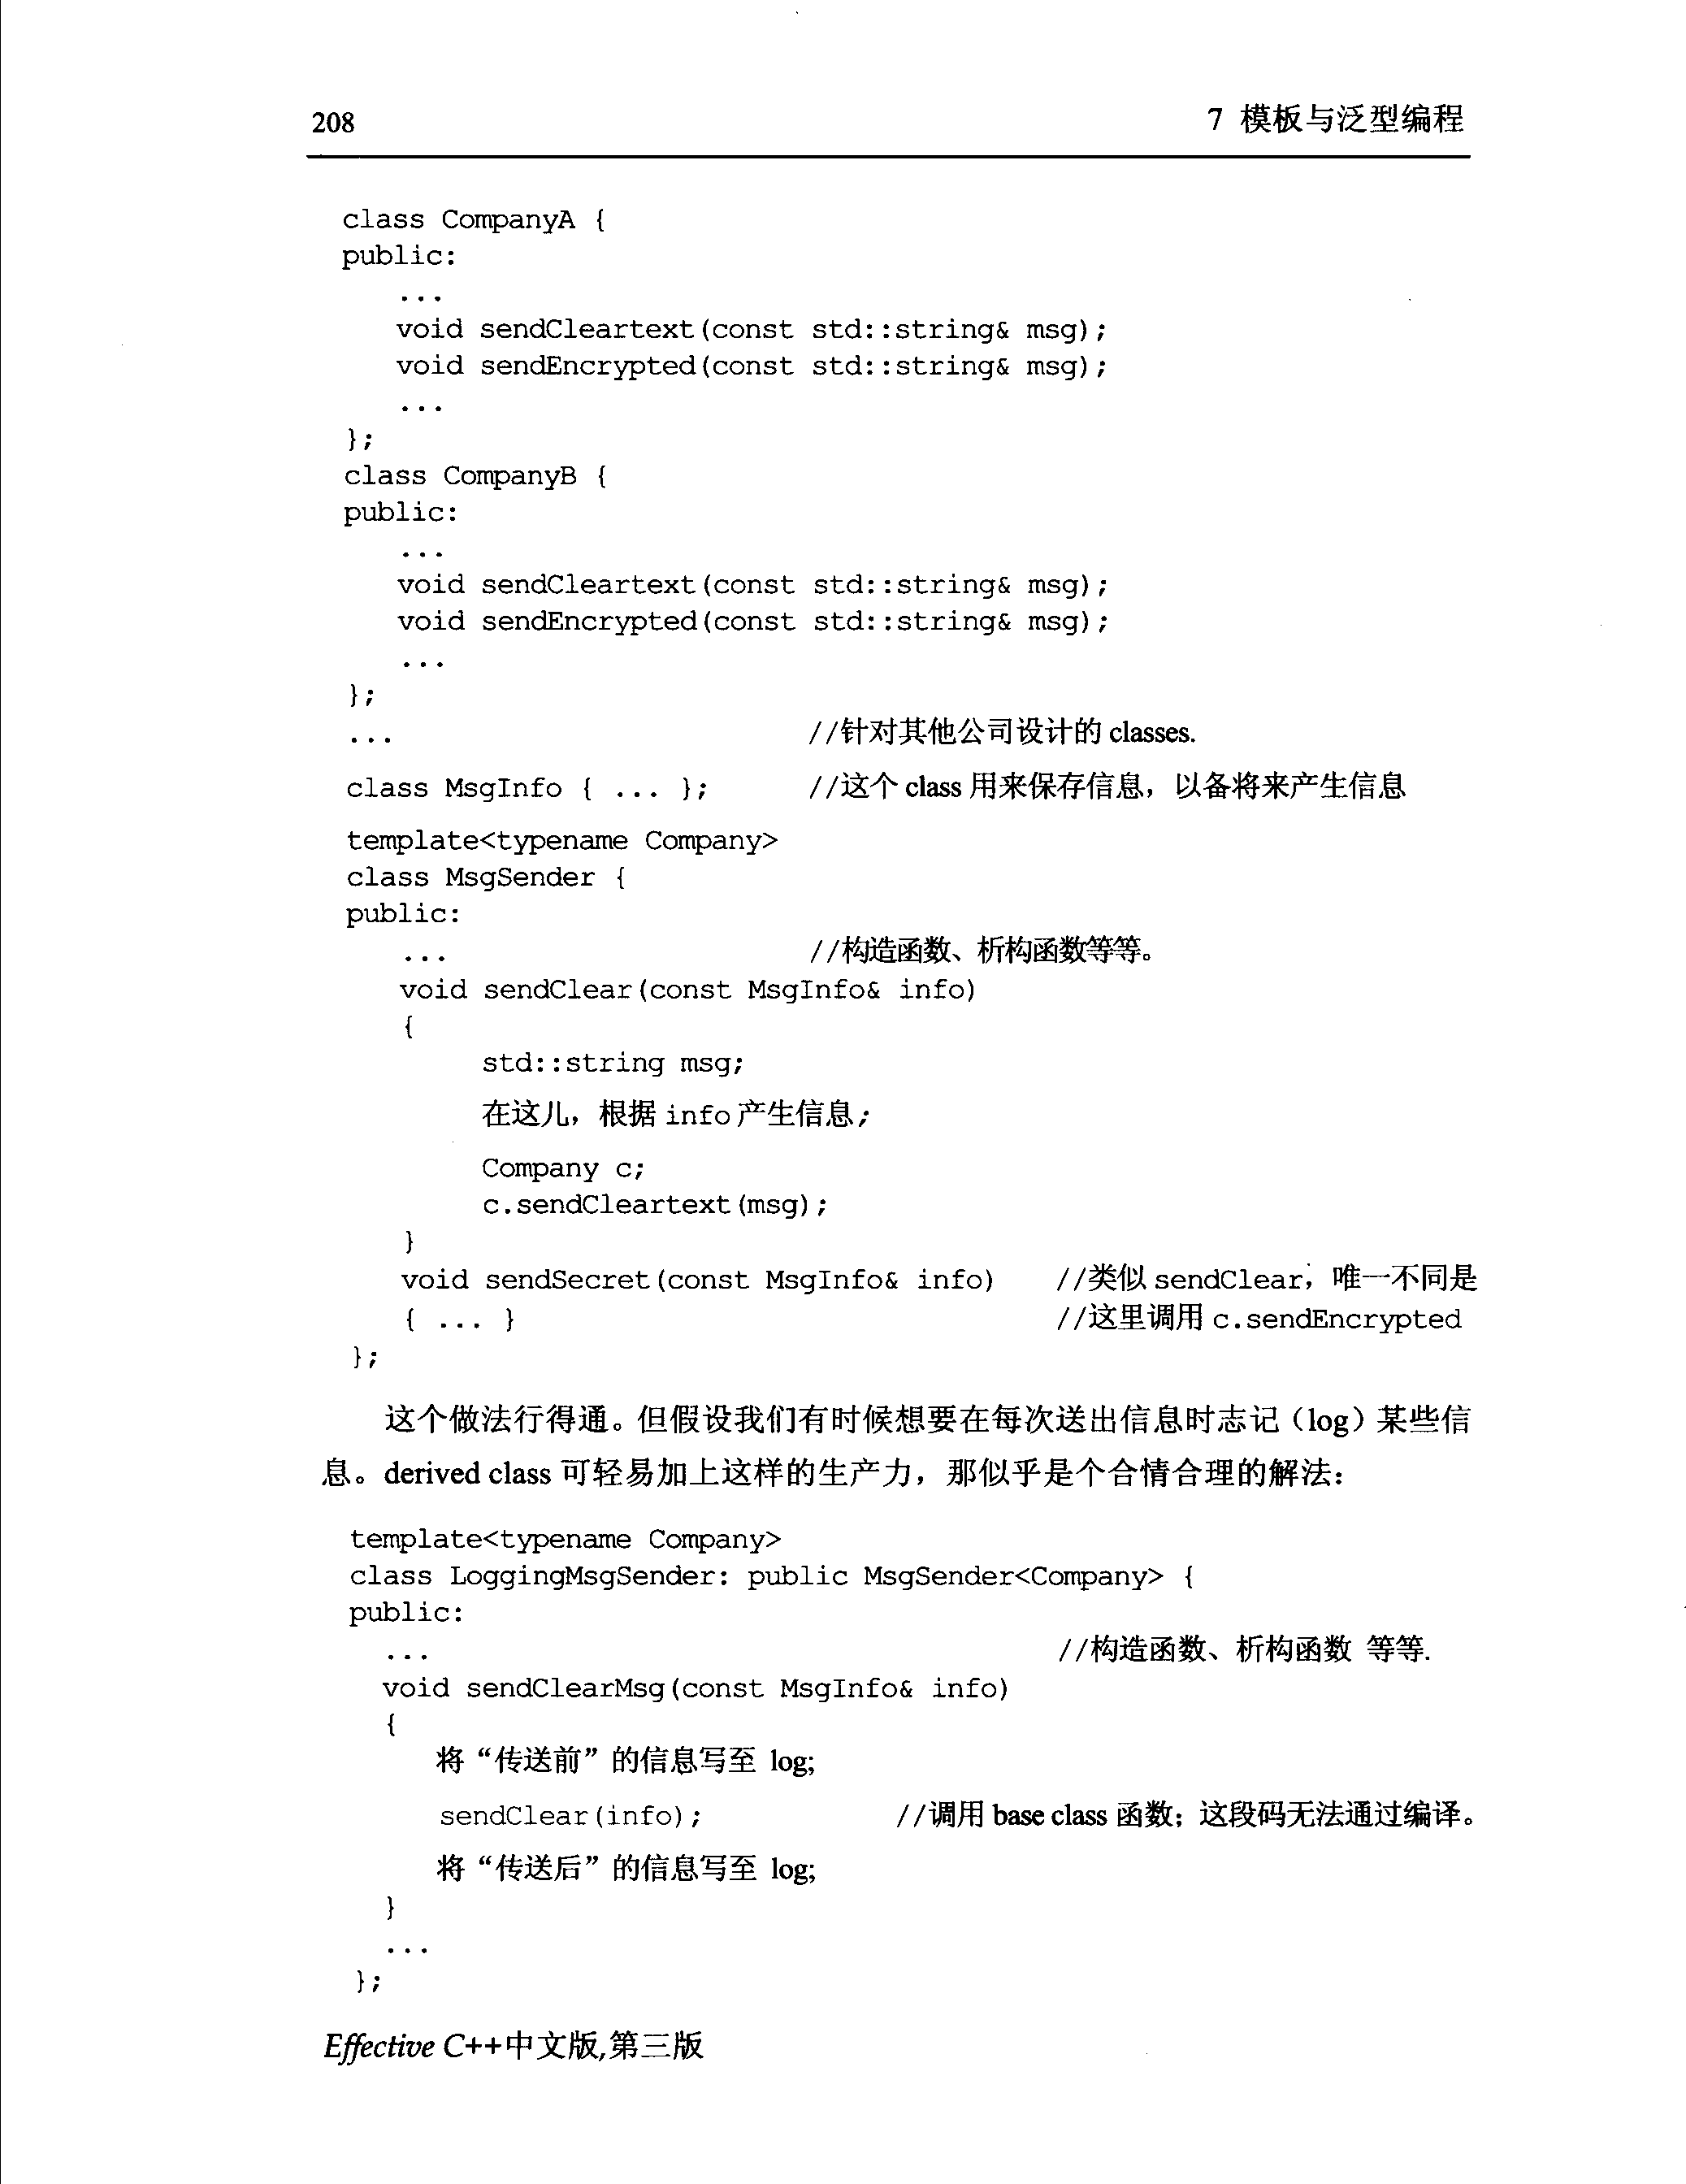 208
7 模板与泛型编程
class CompanyA {
public:
...
void sendCleartext(const std::string& msg);
void sendEncrypted(const std::string& msg);
...
};
class CompanyB {
public:
...
void sendCleartext(const std::string& msg);
void sendEncrypted(const std::string& msg);
...
};
... //针对其他公司设计的 classes.
class MsgInfo { ... }; //这个 class 用来保存信息，以备将来产生信息
template<typename Company>
class MsgSender {
public:
... //构造函数、析构函数等等。
void sendClear(const MsgInfo& info)
{
std::string msg;
在这儿，根据 info产生信息;
Company c;
c.sendCleartext(msg);
}
void sendSecret(const MsgInfo& info) //类似 sendClear，唯一不同是
{ ... } //这里调用 c.sendEncrypted
};
这个做法行得通。但假设我们有时候想要在每次送出信息时志记（log）某些信
息。derived class 可轻易加上这样的生产力，那似乎是个合情合理的解法：
template<typename Company>
class LoggingMsgSender: public MsgSender<Company> {
public:
... //构造函数、析构函数 等等.
void sendClearMsg(const MsgInfo& info)
{
将“传送前”的信息写至 log;
sendClear(info); //调用 base class 函数；这段码无法通过编译。
将“传送后”的信息写至 log;
}
...
};
Effective C++中文版,第三版